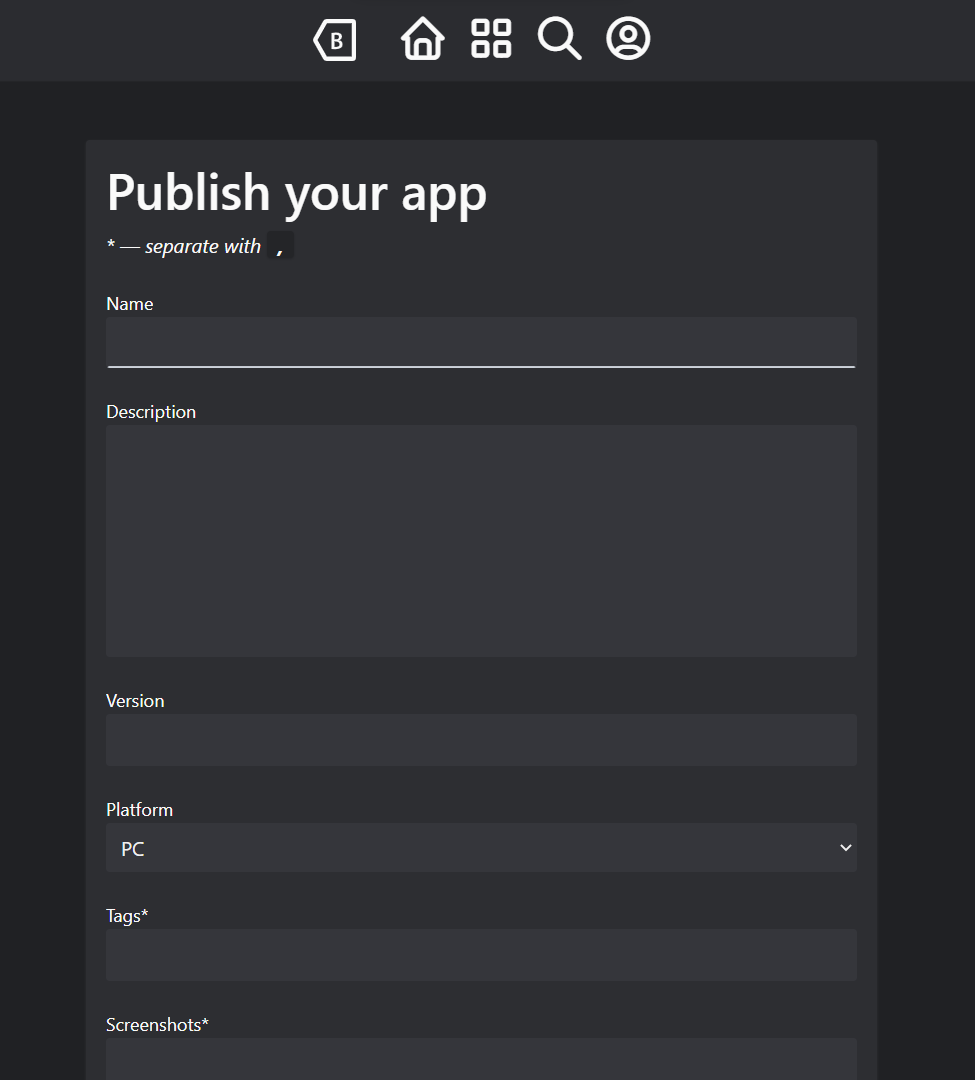 B
Publish your app
* — separate with ,
Name
Description
Version
Platform
PC
Tags*
Screenshots*